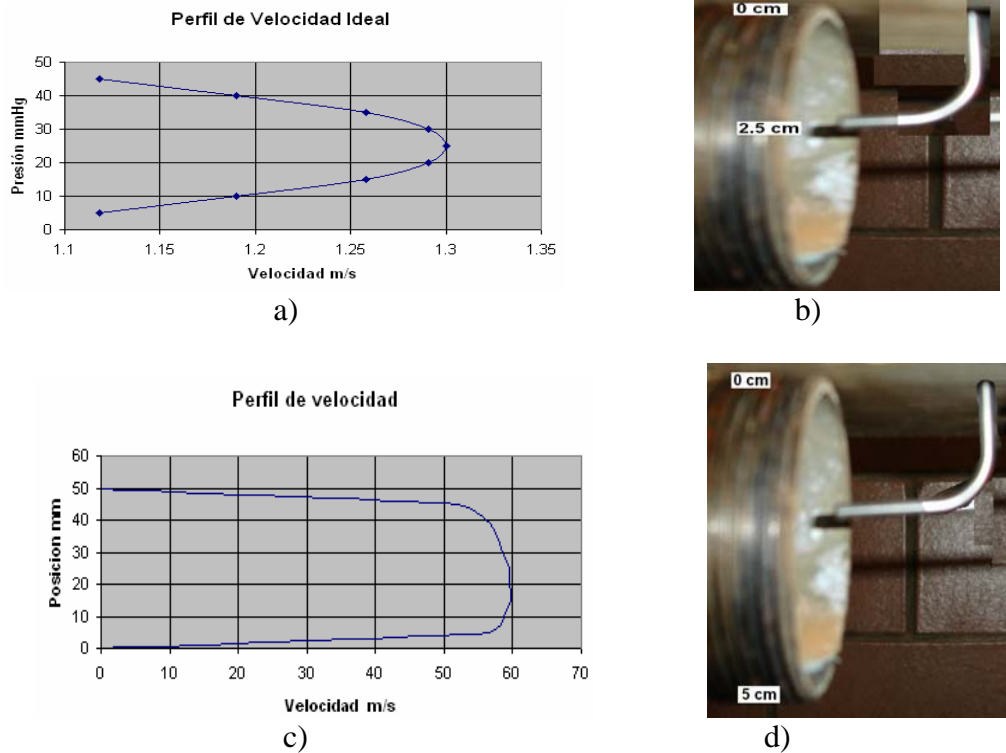 Perfil de Velocidad Ideal
Presión mmHg
50
40
30
20
10
0
1.1 1.15 1.2 1.25 1.3 1.35
Velocidad m/s
a)
0 cm
2.5 cm
b)
Perfil de velocidad
Posicion mm
60
50
40
30
20
10
0
0 10 20 30 40 50 60 70
Velocidad m/s
c)
0 cm
5 cm
d)